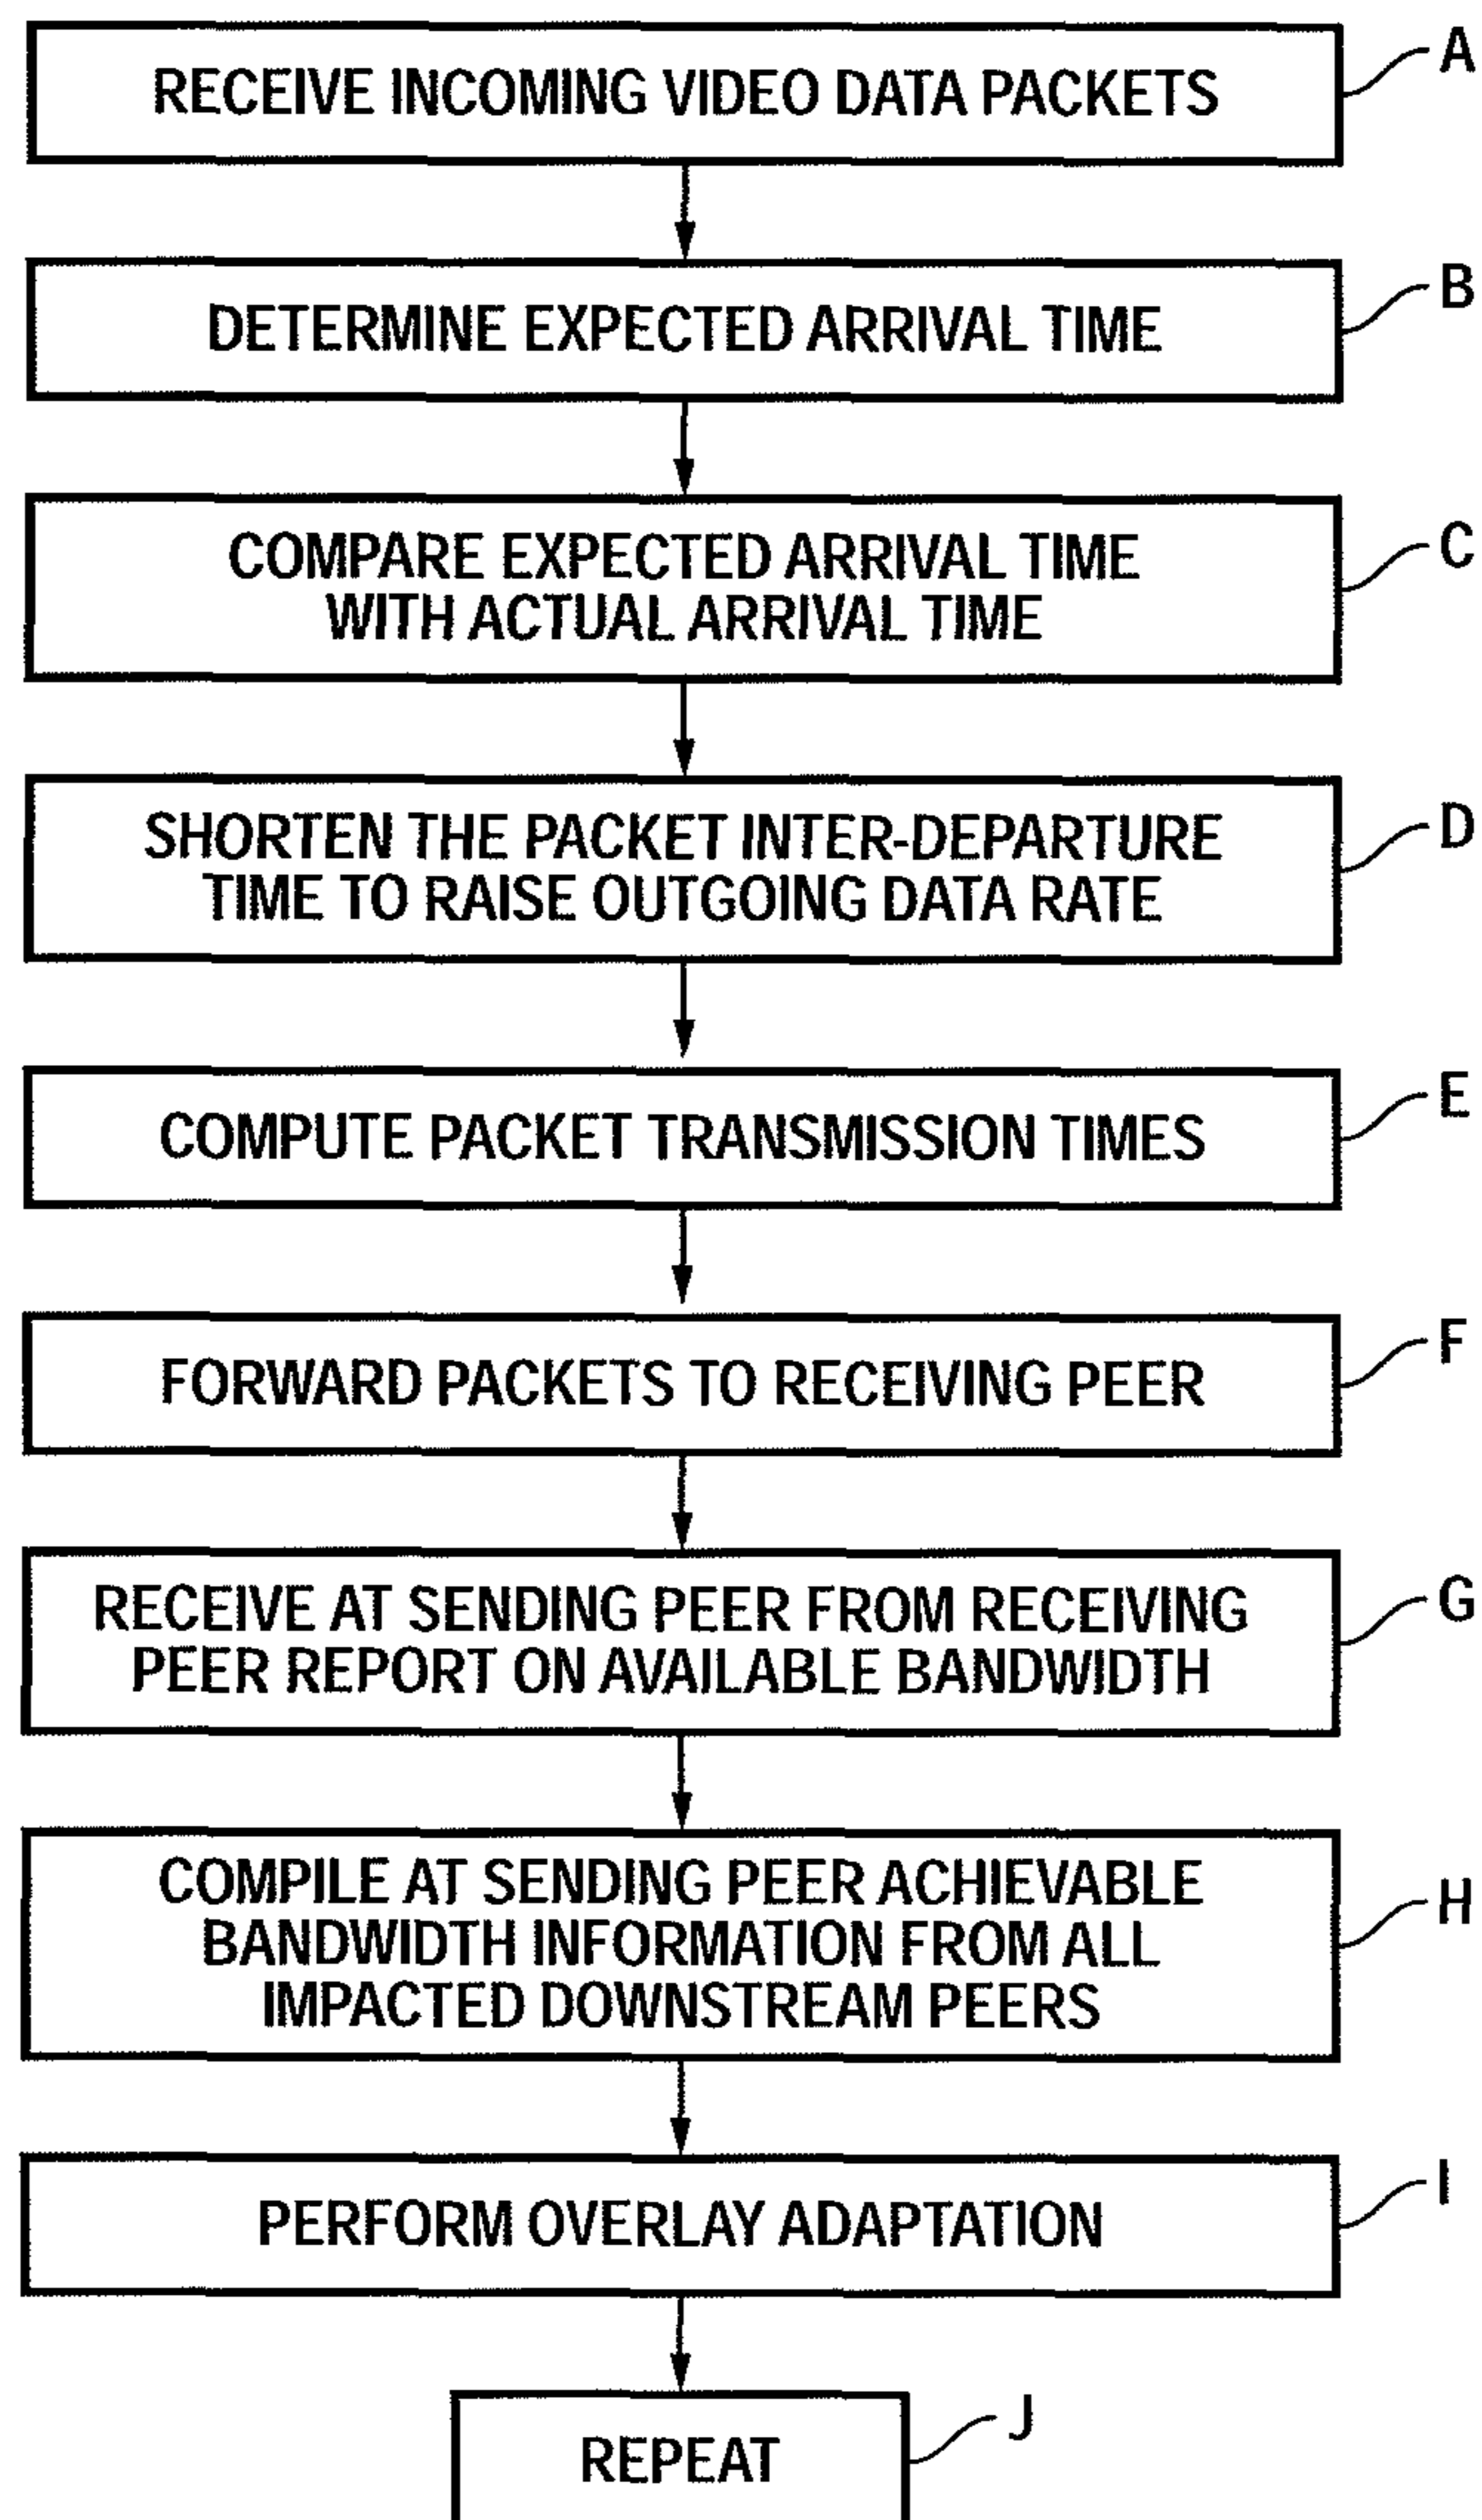 RECEIVE INCOMING VIDEO DATA PACKETS
A
DETERMINE EXPECTED ARRIVAL TIME
B
COMPARE EXPECTED ARRIVAL TIME
WITH ACTUAL ARRIVAL TIME
C
SHORTEN THE PACKET INTER-DEPARTURE
TIME TO RAISE OUTGOING DATA RATE
D
COMPUTE PACKET TRANSMISSION TIMES
E
FORWARD PACKETS TO RECEIVING PEER
F
RECEIVE AT SENDING PEER FROM RECEIVING
PEER REPORT ON AVAILABLE BANDWIDTH
G
COMPILE AT SENDING PEER ACHIEVABLE
BANDWIDTH INFORMATION FROM ALL
IMPACTED DOWNSTREAM PEERS
H
PERFORM OVERLAY ADAPTATION
I
REPEAT
J